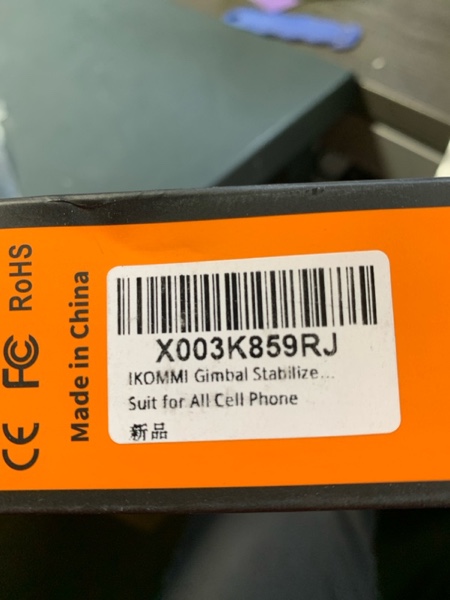 RoHS
FC
CE
Made in China
X003K859RJ
IKOMMI Gimbal Stabilize...
Suit for All Cell Phone
新品